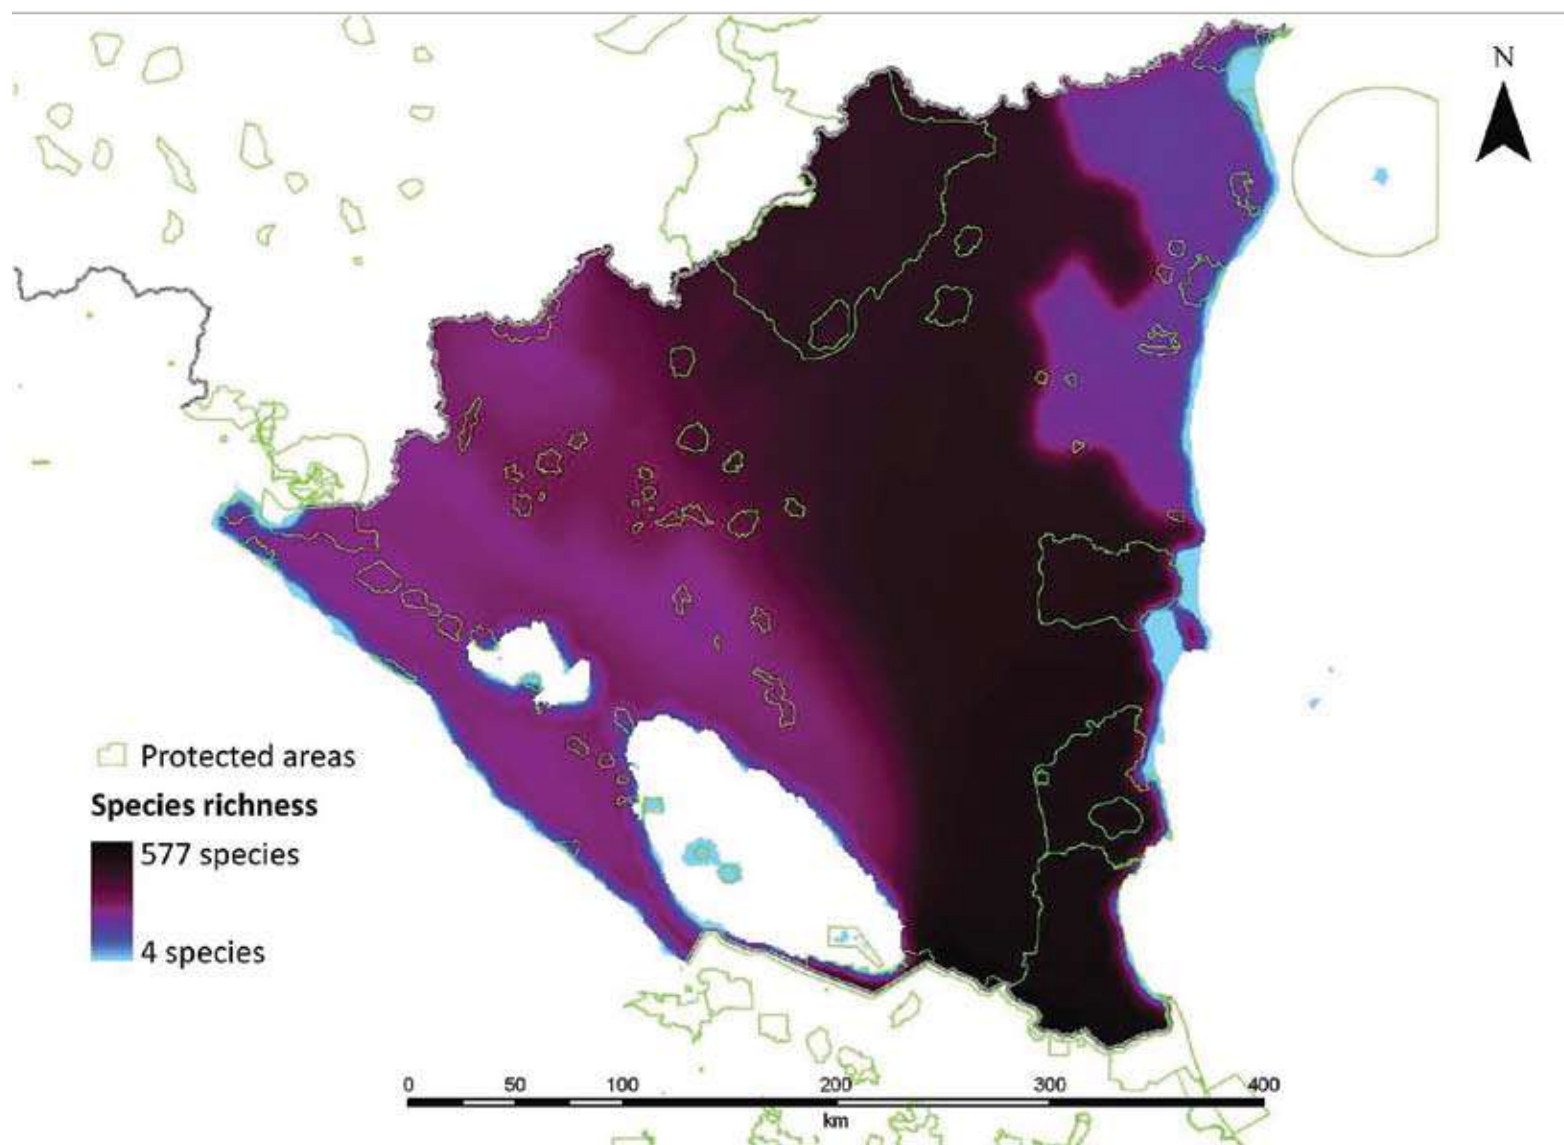 N
Protected areas
Species richness
577 species
4 species
0 50 100 200 300 400
km